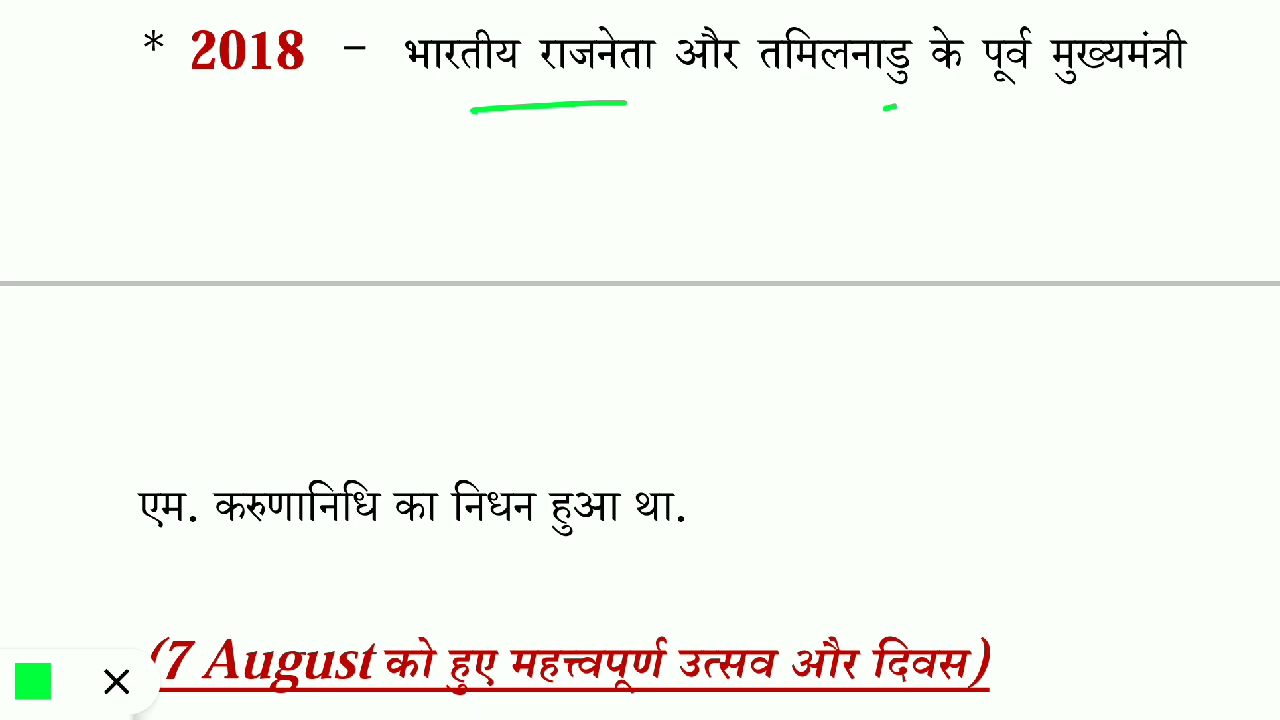 * 2018 – भारतीय राजनेता और तमिलनाडु के पूर्व मुख्यमंत्री
एम. करुणानिधि का निधन हुआ था.
(7 August को हुए महत्त्वपूर्ण उत्सव और दिवस)